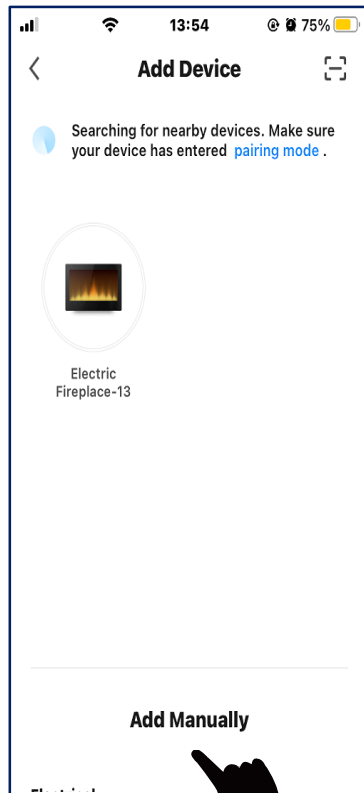 13:54
75%
Add Device
Searching for nearby devices. Make sure
your device has entered pairing mode .
Electric
Fireplace-13
Add Manually
Electrical